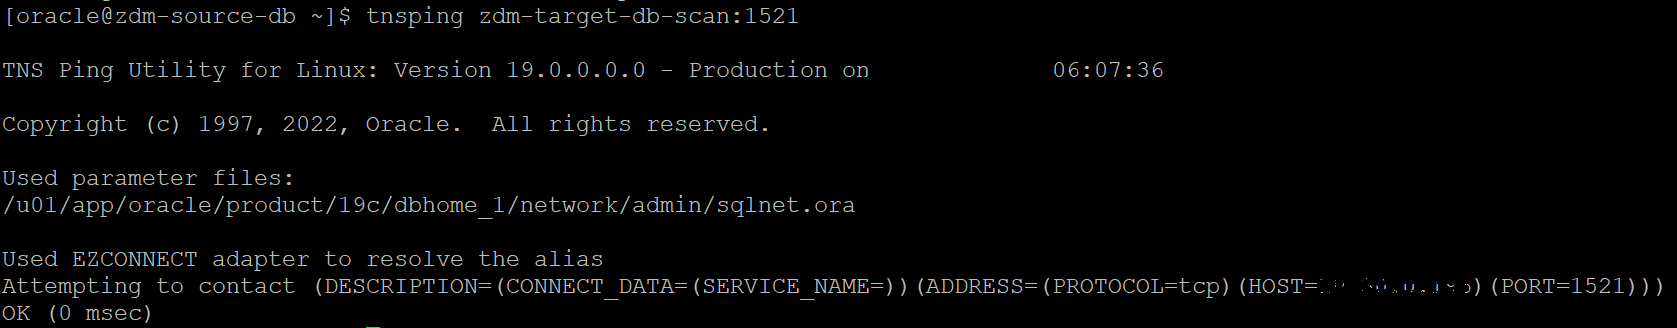 [oracle@zdm-source-db ~]$ tnsping zdm-target-db-scan:1521
TNS Ping Utility for Linux: Version 19.0.0.0.0 - Production on 06:07:36
Copyright (c) 1997, 2022, Oracle.  All rights reserved.
Used parameter files:
/u01/app/oracle/product/19c/dbhome_1/network/admin/sqlnet.ora
Used EZCONNECT adapter to resolve the alias
Attempting to contact (DESCRIPTION=(CONNECT_DATA=(SERVICE_NAME=))(ADDRESS=(PROTOCOL=tcp)(HOST= )(PORT=1521)))
OK (0 msec)